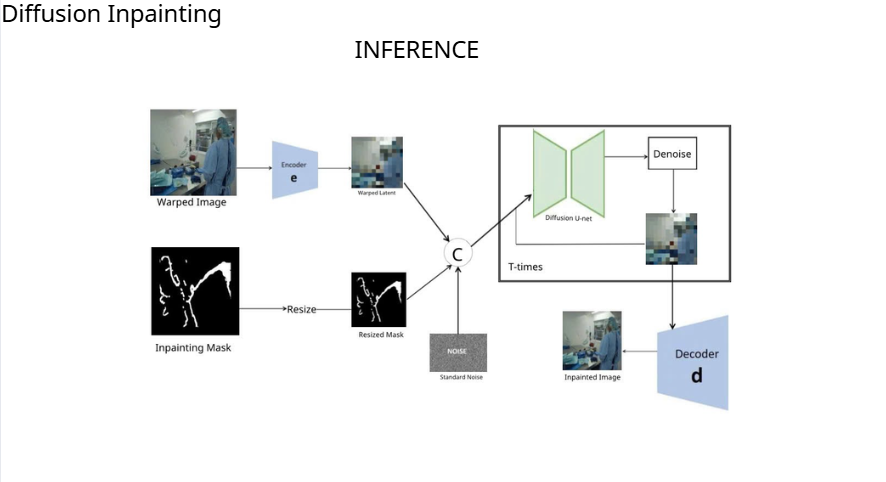 Diffusion Inpainting
INFERENCE
Encoder
e
Warped Image
Warped Latent
Diffusion U-net
Denoise
T-times
C
Inpainting Mask
Resize
Resized Mask
NOISE
Standard Noise
Inpainted Image
Decoder
d